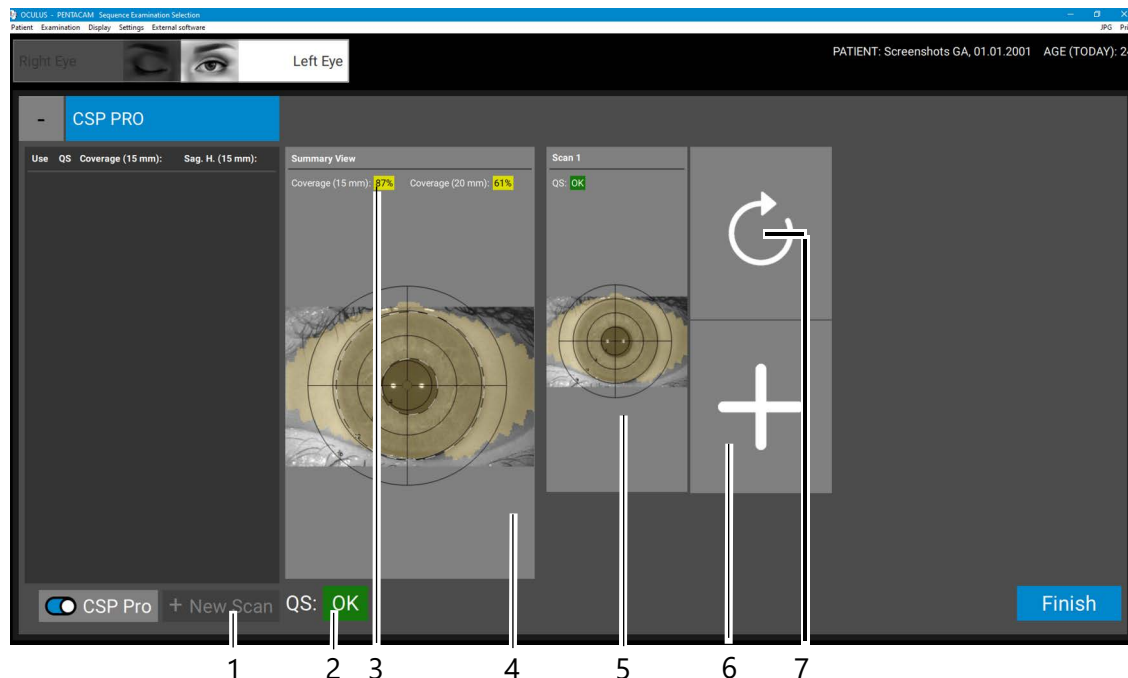 OCULUS - PENTACAM Sequence Examination Selection
Patient Examination Display Settings External software JPG Pri
Right Eye Left Eye PATIENT: Screenshots GA, 01.01.2001 AGE (TODAY): 24
- CSP PRO
Use QS Coverage (15 mm): Sag. H. (15 mm): Summary View Scan 1
Coverage (15 mm): 87% Coverage (20 mm): 61% QS: OK
CSP Pro + New Scan QS: OK Finish
1 2 3 4 5 6 7